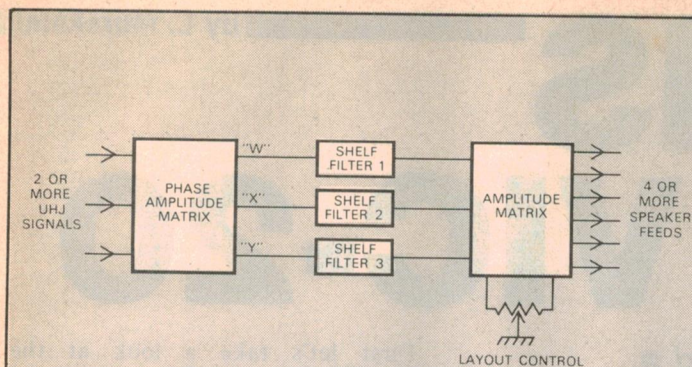 2 OR
MORE
UHJ
SIGNALS
PHASE
AMPLITUDE
MATRIX
"W"
"X"
"Y"
SHELF
FILTER 1
SHELF
FILTER 2
SHELF
FILTER 3
AMPLITUDE
MATRIX
4 OR
MORE
SPEAKER
FEEDS
LAYOUT CONTROL